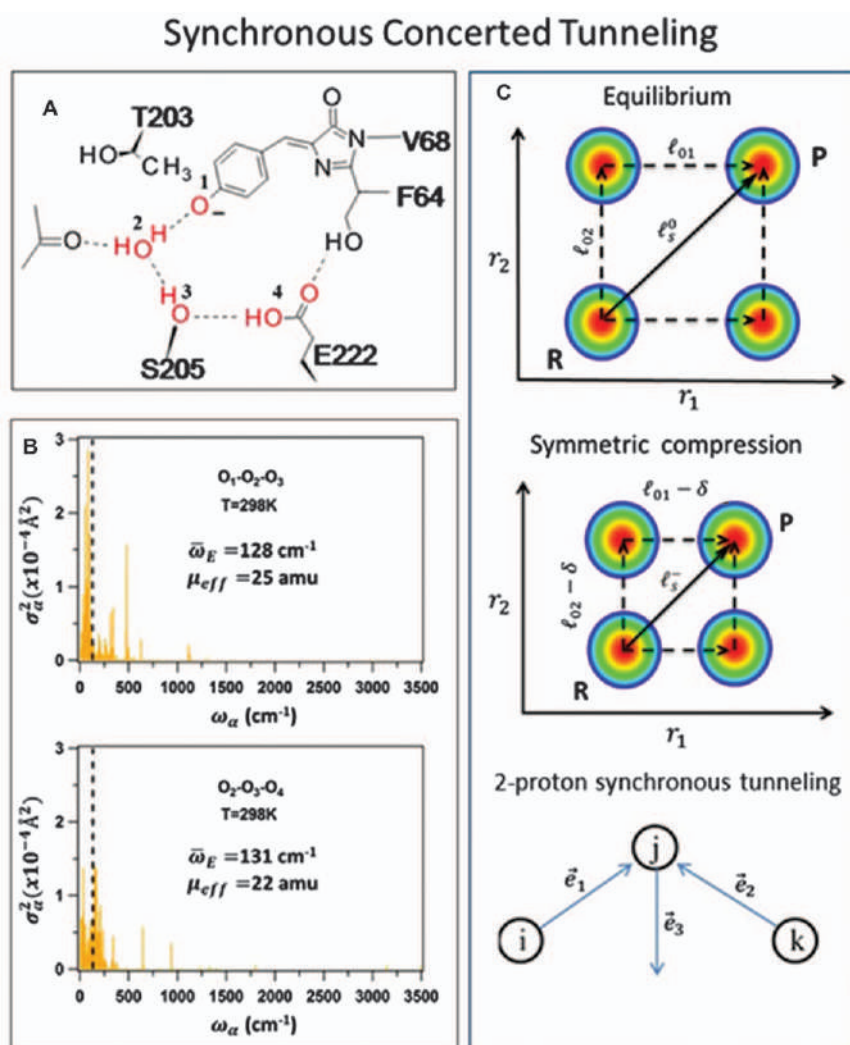 Synchronous Concerted Tunneling
A
T203
HO
CH₃
O
N
V68
N
F64
1
O
−
2
H
HO
O
H
3
O
S205
HO
4
O
HO
E222
B
3
2
1
0
σ²α(x10⁻⁴Å²)
O₁-O₂-O₃
T=298K
ω̄E =128 cm⁻¹
μeff =25 amu
0 500 1000 1500 2000 2500 3000 3500
ωα (cm⁻¹)
3
2
1
0
σ²α(x10⁻⁴Å²)
O₂-O₃-O₄
T=298K
ω̄E =131 cm⁻¹
μeff =22 amu
0 500 1000 1500 2000 2500 3000 3500
ωα (cm⁻¹)
C
Equilibrium
ℓ₀₁
P
ℓ₀₂
ℓs⁰
r₂
R
r₁
Symmetric compression
ℓ₀₁ − δ
P
ℓ₀₂ − δ
ℓs⁻
r₂
R
r₁
2-proton synchronous tunneling
j
e⃗₁
e⃗₂
e⃗₃
i
k